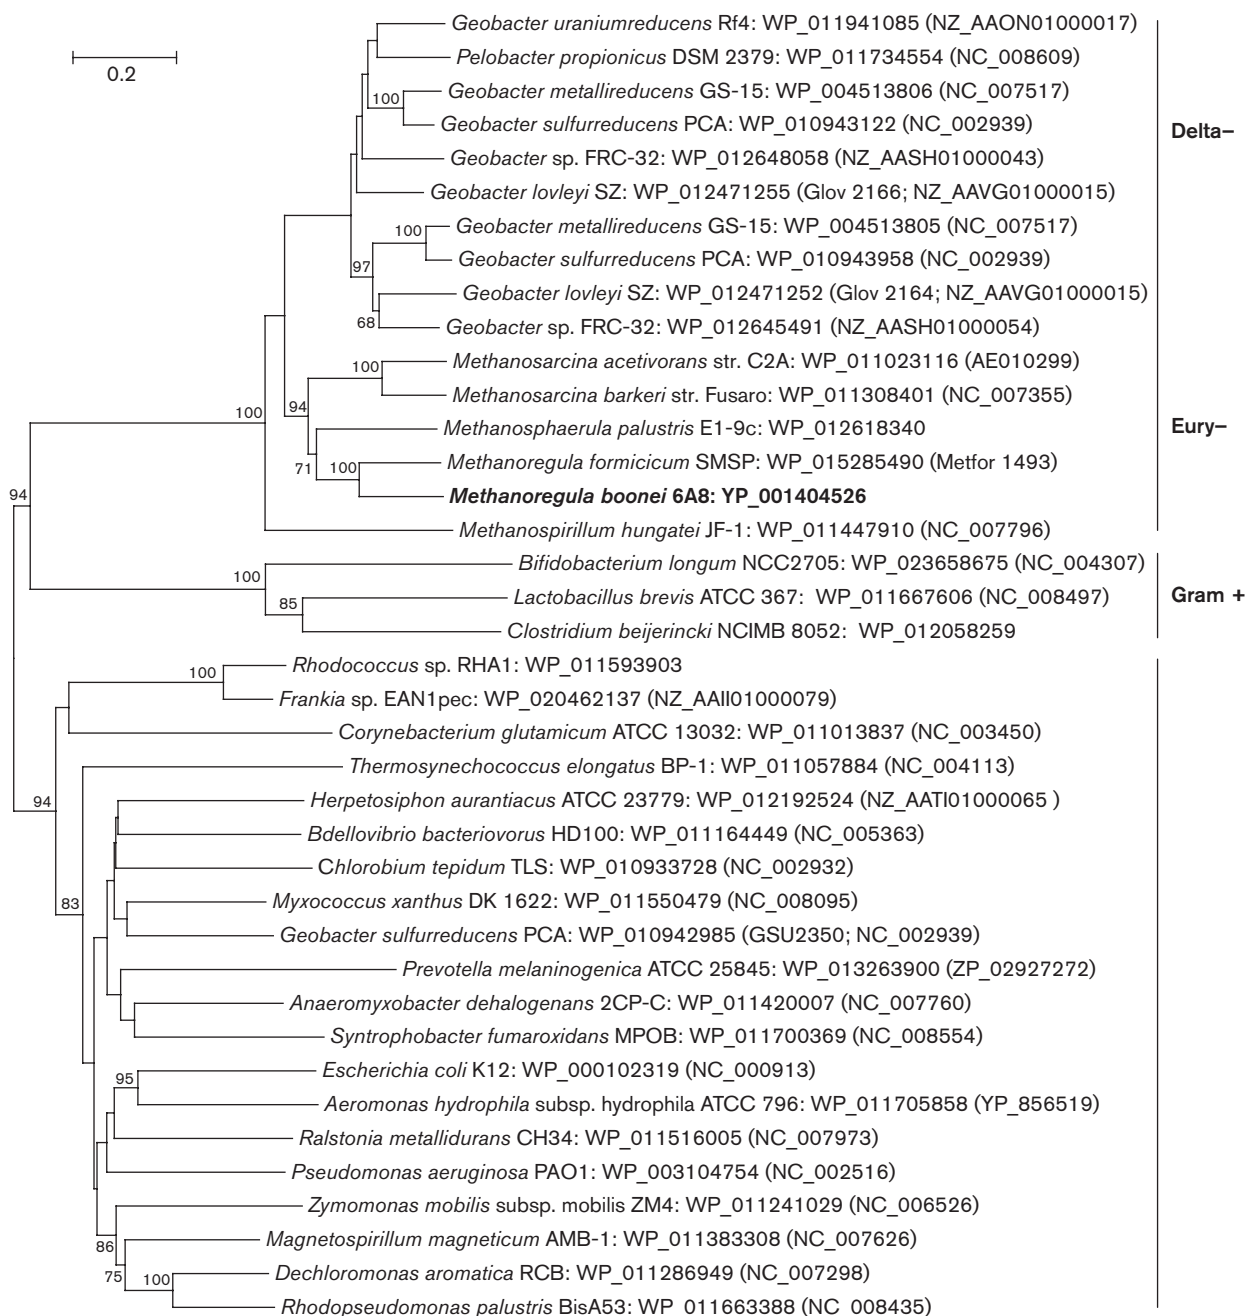 Geobacter uraniumreducens Rf4: WP_011941085 (NZ_AAON01000017)
0.2
Pelobacter propionicus DSM 2379: WP_011734554 (NC_008609)
100
Geobacter metallireducens GS-15: WP_004513806 (NC_007517)
Geobacter sulfurreducens PCA: WP_010943122 (NC_002939)
Delta–
Geobacter sp. FRC-32: WP_012648058 (NZ_AASH01000043)
Geobacter lovleyi SZ: WP_012471255 (Glov 2166; NZ_AAVG01000015)
100
Geobacter metallireducens GS-15: WP_004513805 (NC_007517)
Geobacter sulfurreducens PCA: WP_010943958 (NC_002939)
97
Geobacter lovleyi SZ: WP_012471252 (Glov 2164; NZ_AAVG01000015)
68
Geobacter sp. FRC-32: WP_012645491 (NZ_AASH01000054)
Methanosarcina acetivorans str. C2A: WP_011023116 (AE010299)
100
Methanosarcina barkeri str. Fusaro: WP_011308401 (NC_007355)
100
94
Methanosphaerula palustris E1-9c: WP_012618340
Eury–
71
100
Methanoregula formicicum SMSP: WP_015285490 (Metfor 1493)
Methanoregula boonei 6A8: YP_001404526
94
Methanospirillum hungatei JF-1: WP_011447910 (NC_007796)
Bifidobacterium longum NCC2705: WP_023658675 (NC_004307)
100
Lactobacillus brevis ATCC 367: WP_011667606 (NC_008497)
Gram +
85
Clostridium beijerincki NCIMB 8052: WP_012058259
Rhodococcus sp. RHA1: WP_011593903
100
Frankia sp. EAN1pec: WP_020462137 (NZ_AAII01000079)
Corynebacterium glutamicum ATCC 13032: WP_011013837 (NC_003450)
Thermosynechococcus elongatus BP-1: WP_011057884 (NC_004113)
94
Herpetosiphon aurantiacus ATCC 23779: WP_012192524 (NZ_AATI01000065 )
Bdellovibrio bacteriovorus HD100: WP_011164449 (NC_005363)
Chlorobium tepidum TLS: WP_010933728 (NC_002932)
83
Myxococcus xanthus DK 1622: WP_011550479 (NC_008095)
Geobacter sulfurreducens PCA: WP_010942985 (GSU2350; NC_002939)
Prevotella melaninogenica ATCC 25845: WP_013263900 (ZP_02927272)
Anaeromyxobacter dehalogenans 2CP-C: WP_011420007 (NC_007760)
Syntrophobacter fumaroxidans MPOB: WP_011700369 (NC_008554)
95
Escherichia coli K12: WP_000102319 (NC_000913)
Aeromonas hydrophila subsp. hydrophila ATCC 796: WP_011705858 (YP_856519)
Ralstonia metallidurans CH34: WP_011516005 (NC_007973)
Pseudomonas aeruginosa PAO1: WP_003104754 (NC_002516)
Zymomonas mobilis subsp. mobilis ZM4: WP_011241029 (NC_006526)
86
Magnetospirillum magneticum AMB-1: WP_011383308 (NC_007626)
75
100
Dechloromonas aromatica RCB: WP_011286949 (NC_007298)
Rhodopseudomonas palustris BisA53: WP_011663388 (NC_008435)